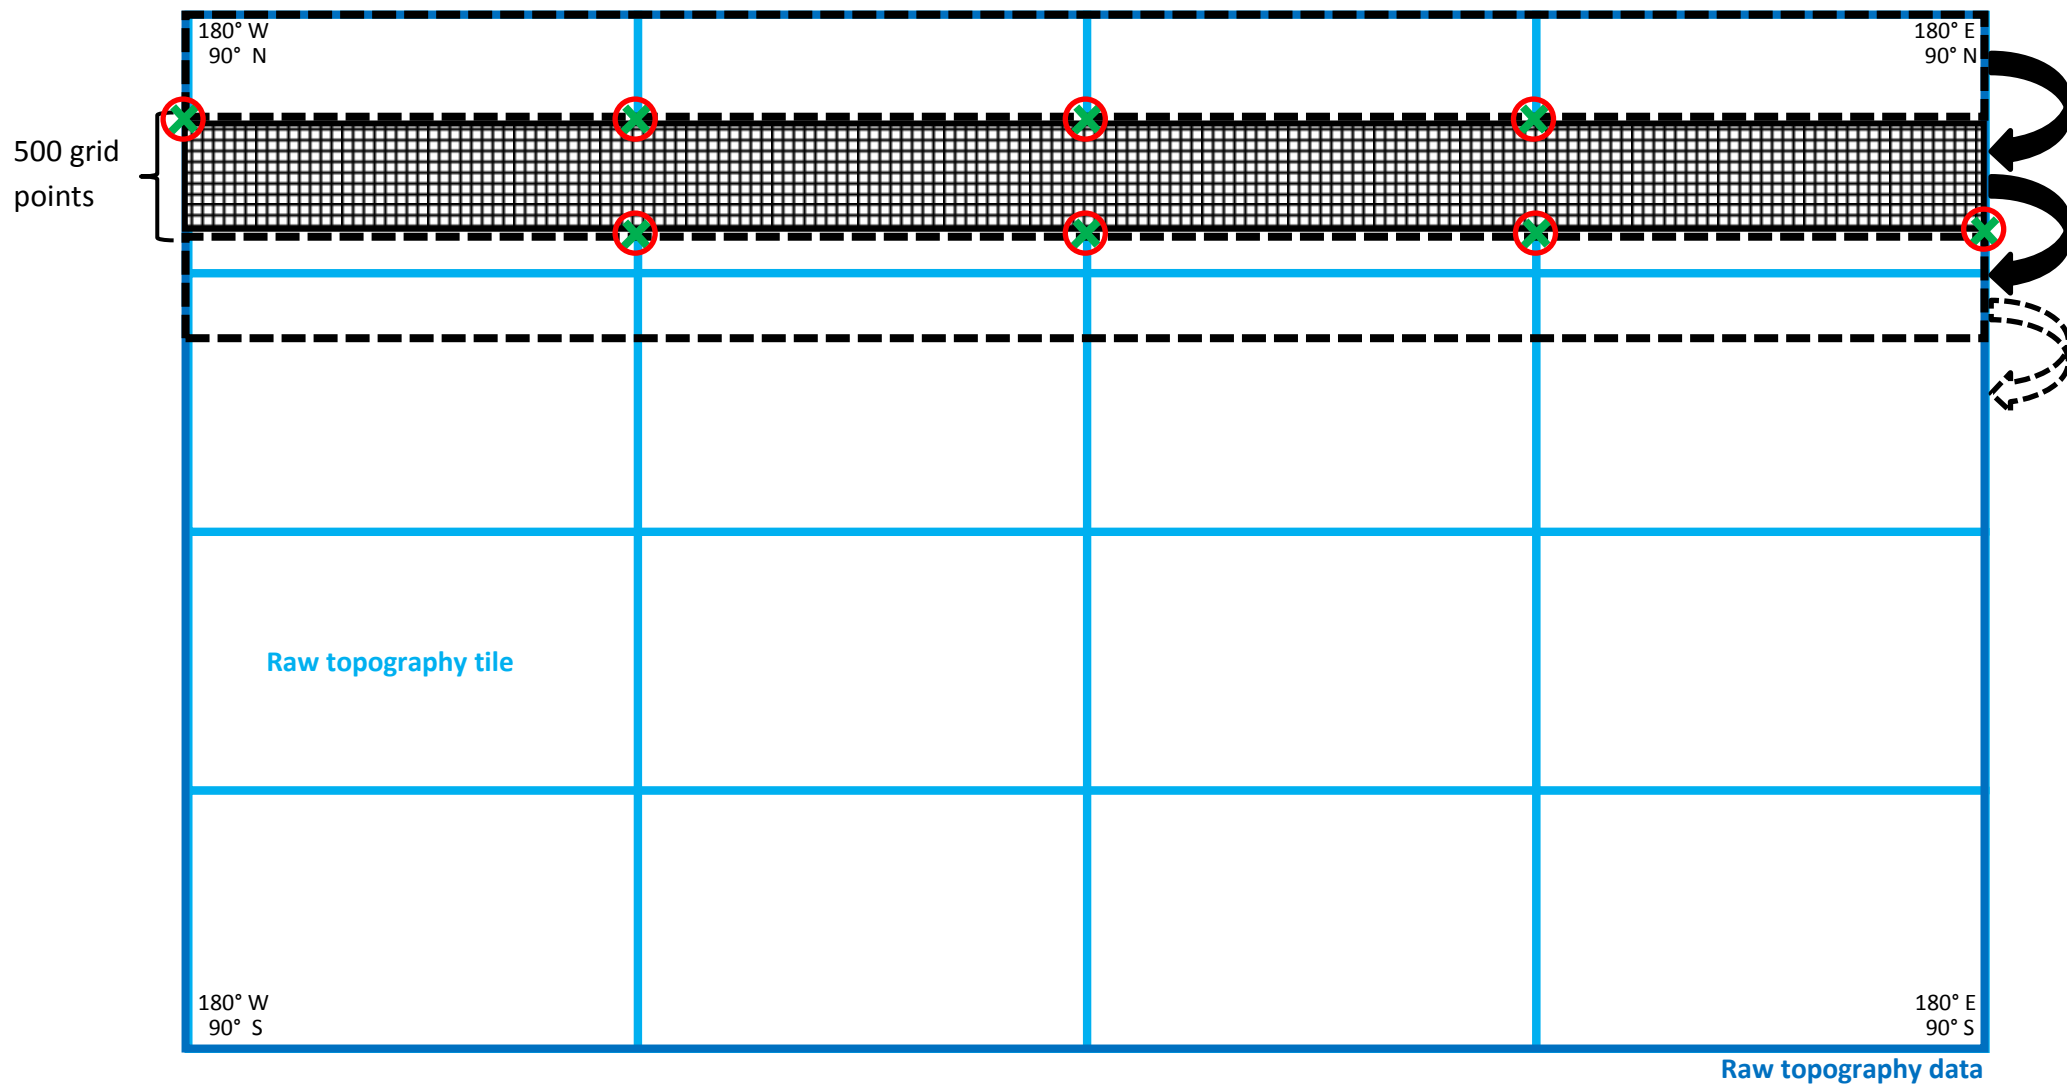 180° W
90° N
180° E
90° N
500 grid
points
Raw topography tile
180° W
90° S
180° E
90° S
Raw topography data